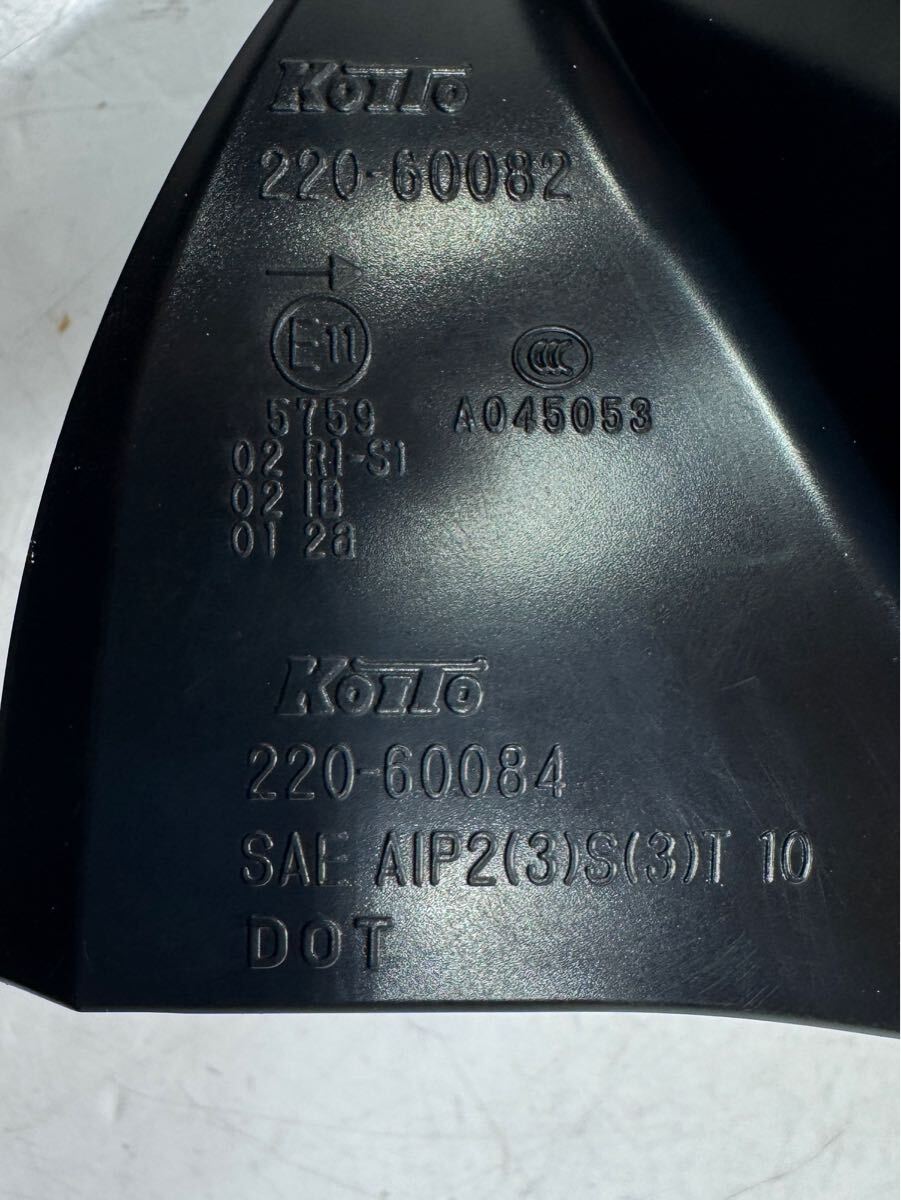 KOITO
220-60082
E11
CCC
5759
A045053
02 R1-S1
02 IB
01 2a
KOITO
220-60084
SAE AIP2(3)S(3)T 10
DOT